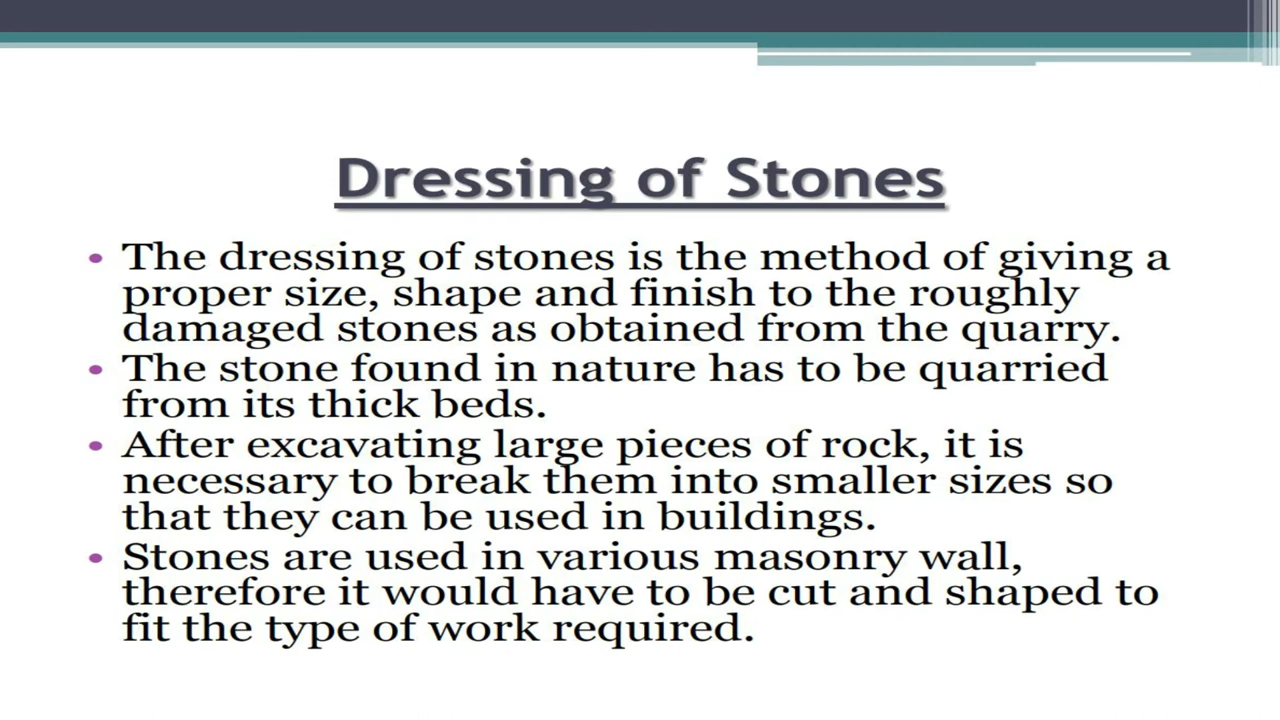 Dressing of Stones
• The dressing of stones is the method of giving a
proper size, shape and finish to the roughly
damaged stones as obtained from the quarry.
• The stone found in nature has to be quarried
from its thick beds.
• After excavating large pieces of rock, it is
necessary to break them into smaller sizes so
that they can be used in buildings.
• Stones are used in various masonry wall,
therefore it would have to be cut and shaped to
fit the type of work required.